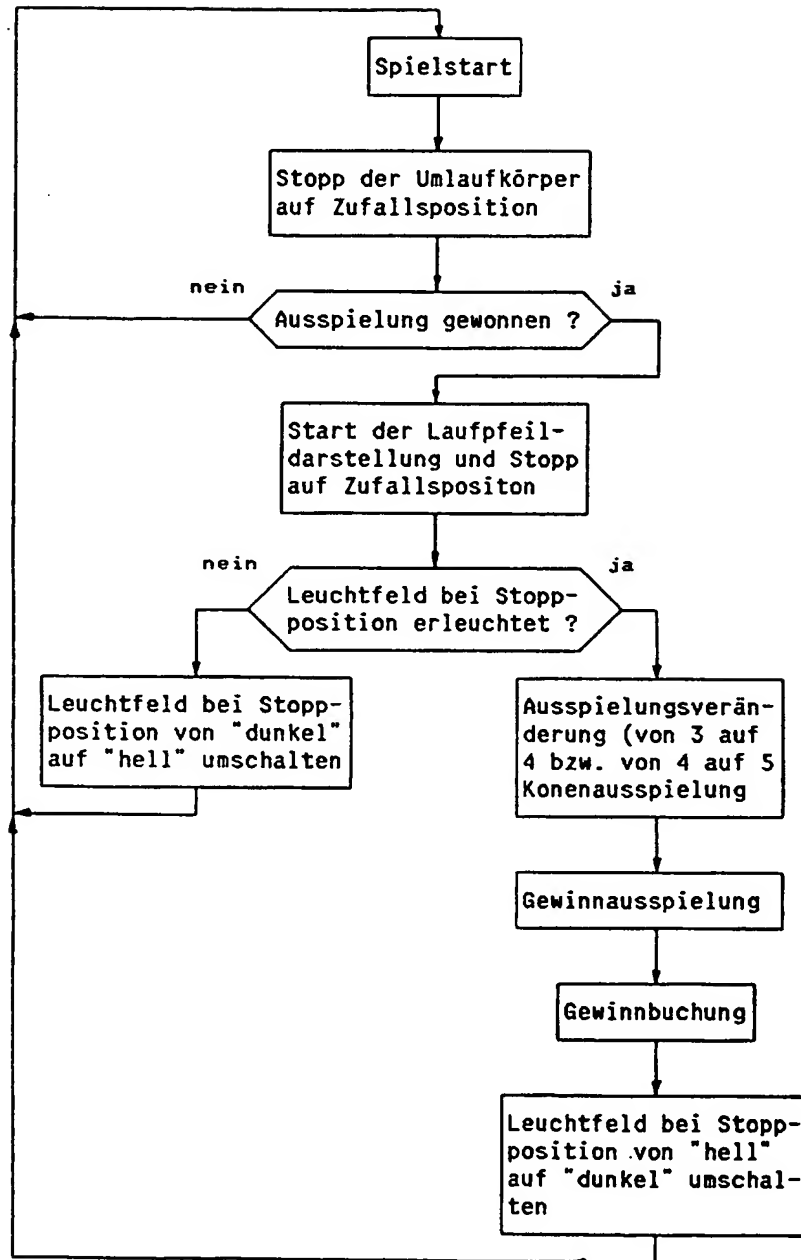 Spielstart
Stopp der Umlaufkörper
auf Zufallsposition
nein
ja
Ausspielung gewonnen ?
Start der Laufpfeil-
darstellung und Stopp
auf Zufallspositon
nein
ja
Leuchtfeld bei Stopp-
position erleuchtet ?
Leuchtfeld bei Stopp-
position von "dunkel"
auf "hell" umschalten
Ausspielungsverän-
derung (von 3 auf
4 bzw. von 4 auf 5
Konenausspielung
Gewinnausspielung
Gewinnbuchung
Leuchtfeld bei Stopp-
position von "hell"
auf "dunkel" umschal-
ten